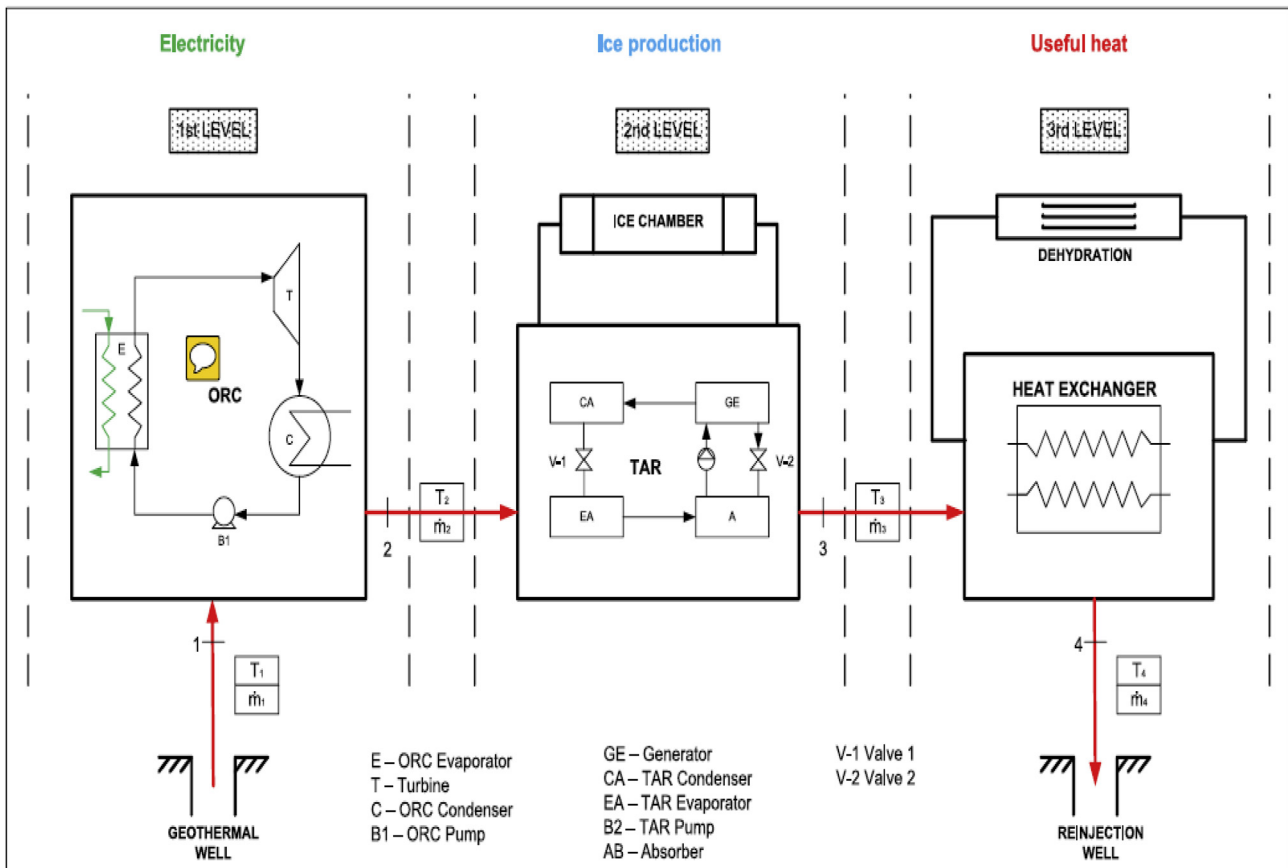 Electricity
Ice production
Useful heat
1st LEVEL
2nd LEVEL
3rd LEVEL
ICE CHAMBER
DEHYDRATION
T
E
ORC
C
B1
CA
GE
V-1
TAR
V-2
EA
A
HEAT EXCHANGER
T₂
ṁ₂
2
T₃
ṁ₃
3
1
T₁
ṁ₁
4
T₄
ṁ₄
E – ORC Evaporator
T – Turbine
C – ORC Condenser
B1 – ORC Pump
GE – Generator
CA – TAR Condenser
EA – TAR Evaporator
B2 – TAR Pump
AB – Absorber
V-1 Valve 1
V-2 Valve 2
GEOTHERMAL
WELL
REINJECTION
WELL